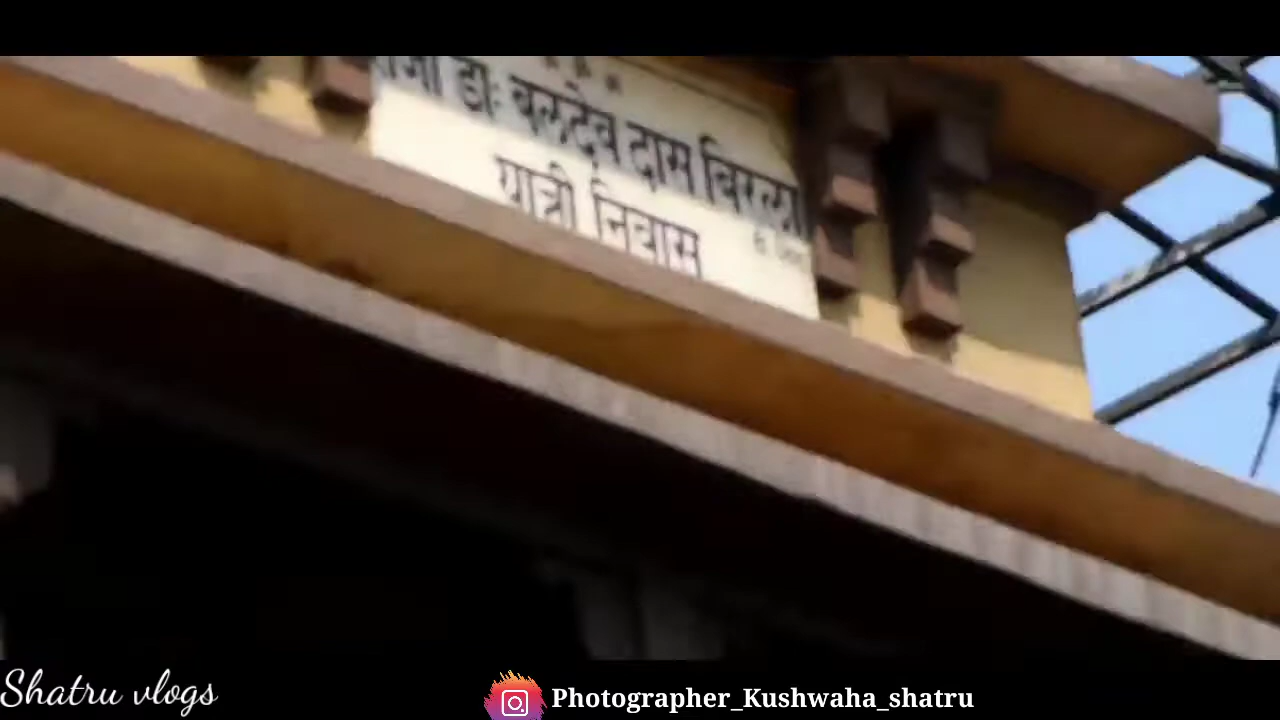 राजा डा॰ बलदेव दास बिरला
यात्री निवास
Shatru vlogs
Photographer_Kushwaha_shatru